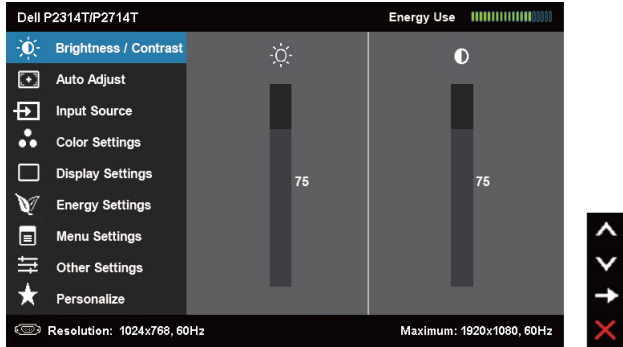 Dell P2314T/P2714T
Energy Use
Brightness / Contrast
Auto Adjust
Input Source
Color Settings
Display Settings
Energy Settings
Menu Settings
Other Settings
Personalize
75
75
Resolution: 1024x768, 60Hz
Maximum: 1920x1080, 60Hz